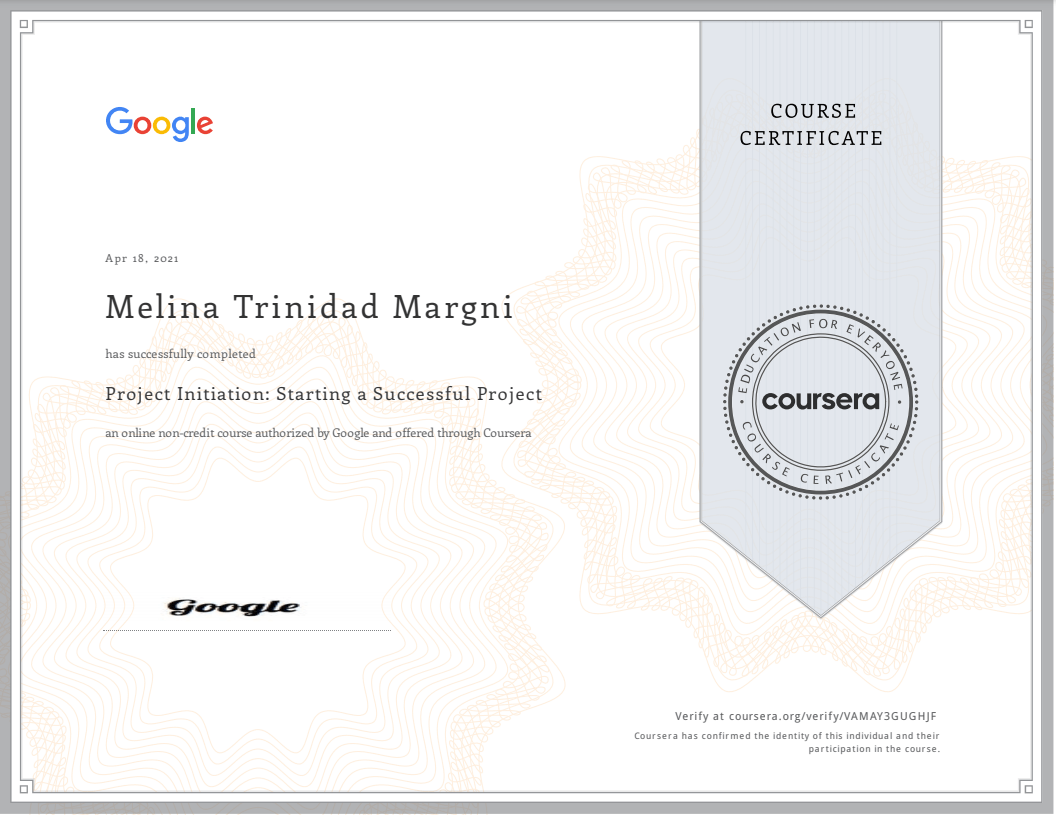 Google
COURSE
CERTIFICATE
Apr 18, 2021
Melina Trinidad Margni
has successfully completed
Project Initiation: Starting a Successful Project
an online non-credit course authorized by Google and offered through Coursera
EDUCATION FOR EVERYONE
coursera
COURSE CERTIFICATE
Google
Verify at coursera.org/verify/VAMAY3GUGHJF
Coursera has confirmed the identity of this individual and their
participation in the course.